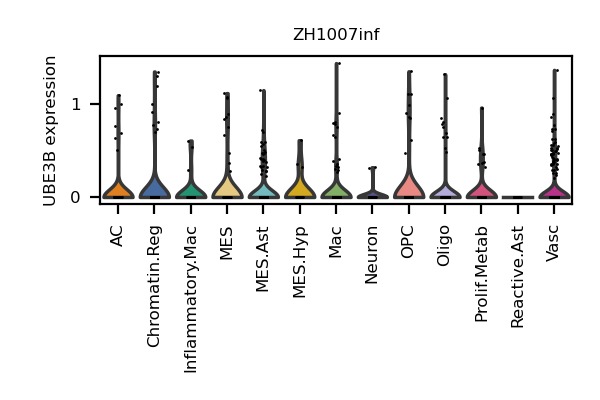 ZH1007inf
UBE3B expression
1
0
AC
Chromatin.Reg
Inflammatory.Mac
MES
MES.Ast
MES.Hyp
Mac
Neuron
OPC
Oligo
Prolif.Metab
Reactive.Ast
Vasc